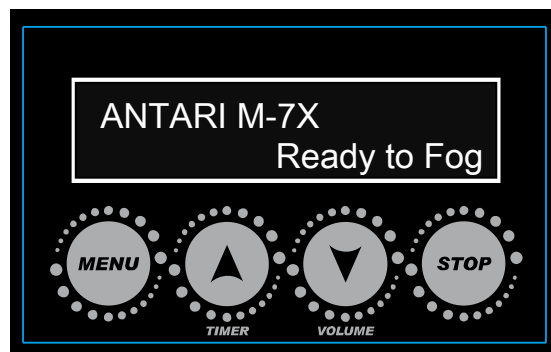 ANTARI M-7X
Ready to Fog
MENU
STOP
TIMER
VOLUME